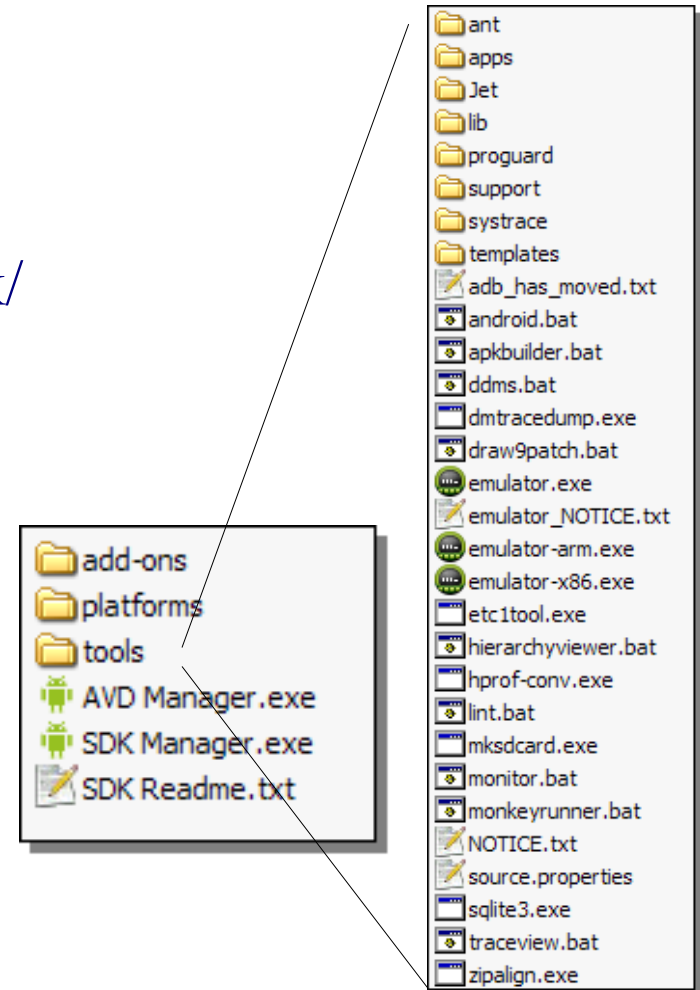 add-ons
platforms
tools
AVD Manager.exe
SDK Manager.exe
SDK Readme.txt
ant
apps
Jet
lib
proguard
support
systrace
templates
adb_has_moved.txt
android.bat
apkbuilder.bat
ddms.bat
dmtracedump.exe
draw9patch.bat
emulator.exe
emulator_NOTICE.txt
emulator-arm.exe
emulator-x86.exe
etc1tool.exe
hierarchyviewer.bat
hprof-conv.exe
lint.bat
mksdcard.exe
monitor.bat
monkeyrunner.bat
NOTICE.txt
source.properties
sqlite3.exe
traceview.bat
zipalign.exe